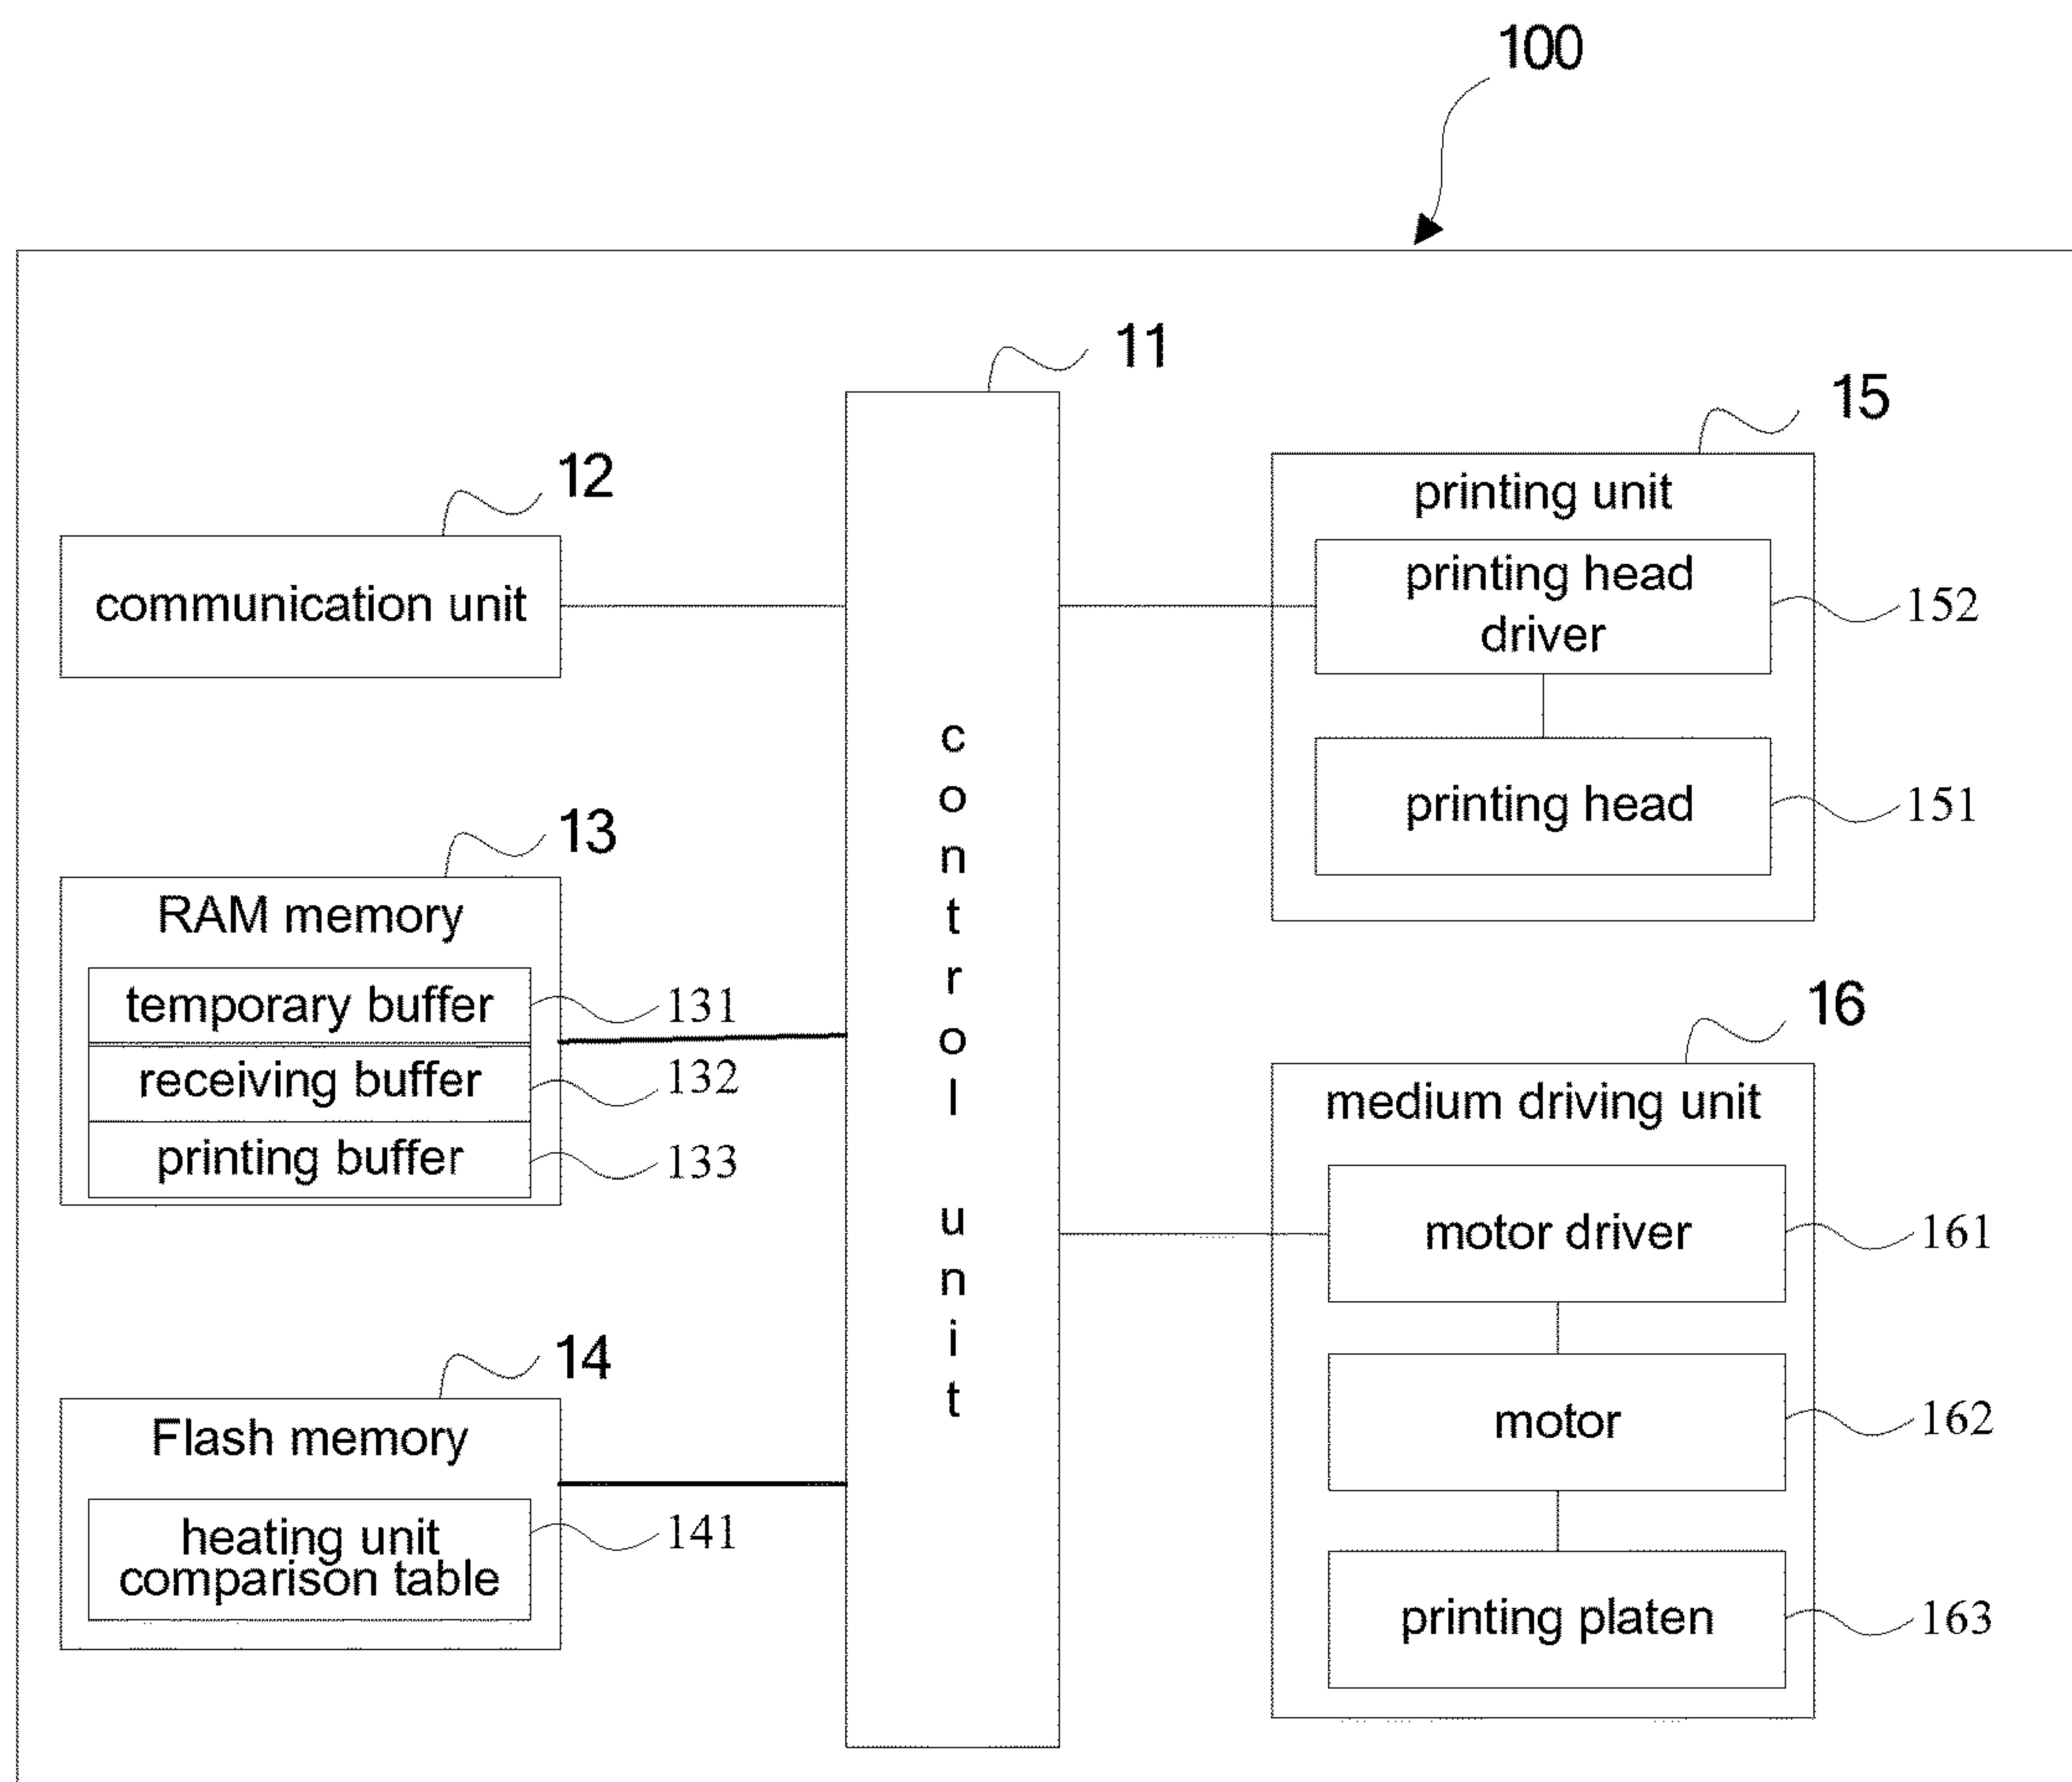 100
11
12
communication unit
13
RAM memory
temporary buffer
131
receiving buffer
132
printing buffer
133
14
Flash memory
heating unit
comparison table
141
control unit
15
printing unit
printing head
driver
152
printing head
151
16
medium driving unit
motor driver
161
motor
162
printing platen
163